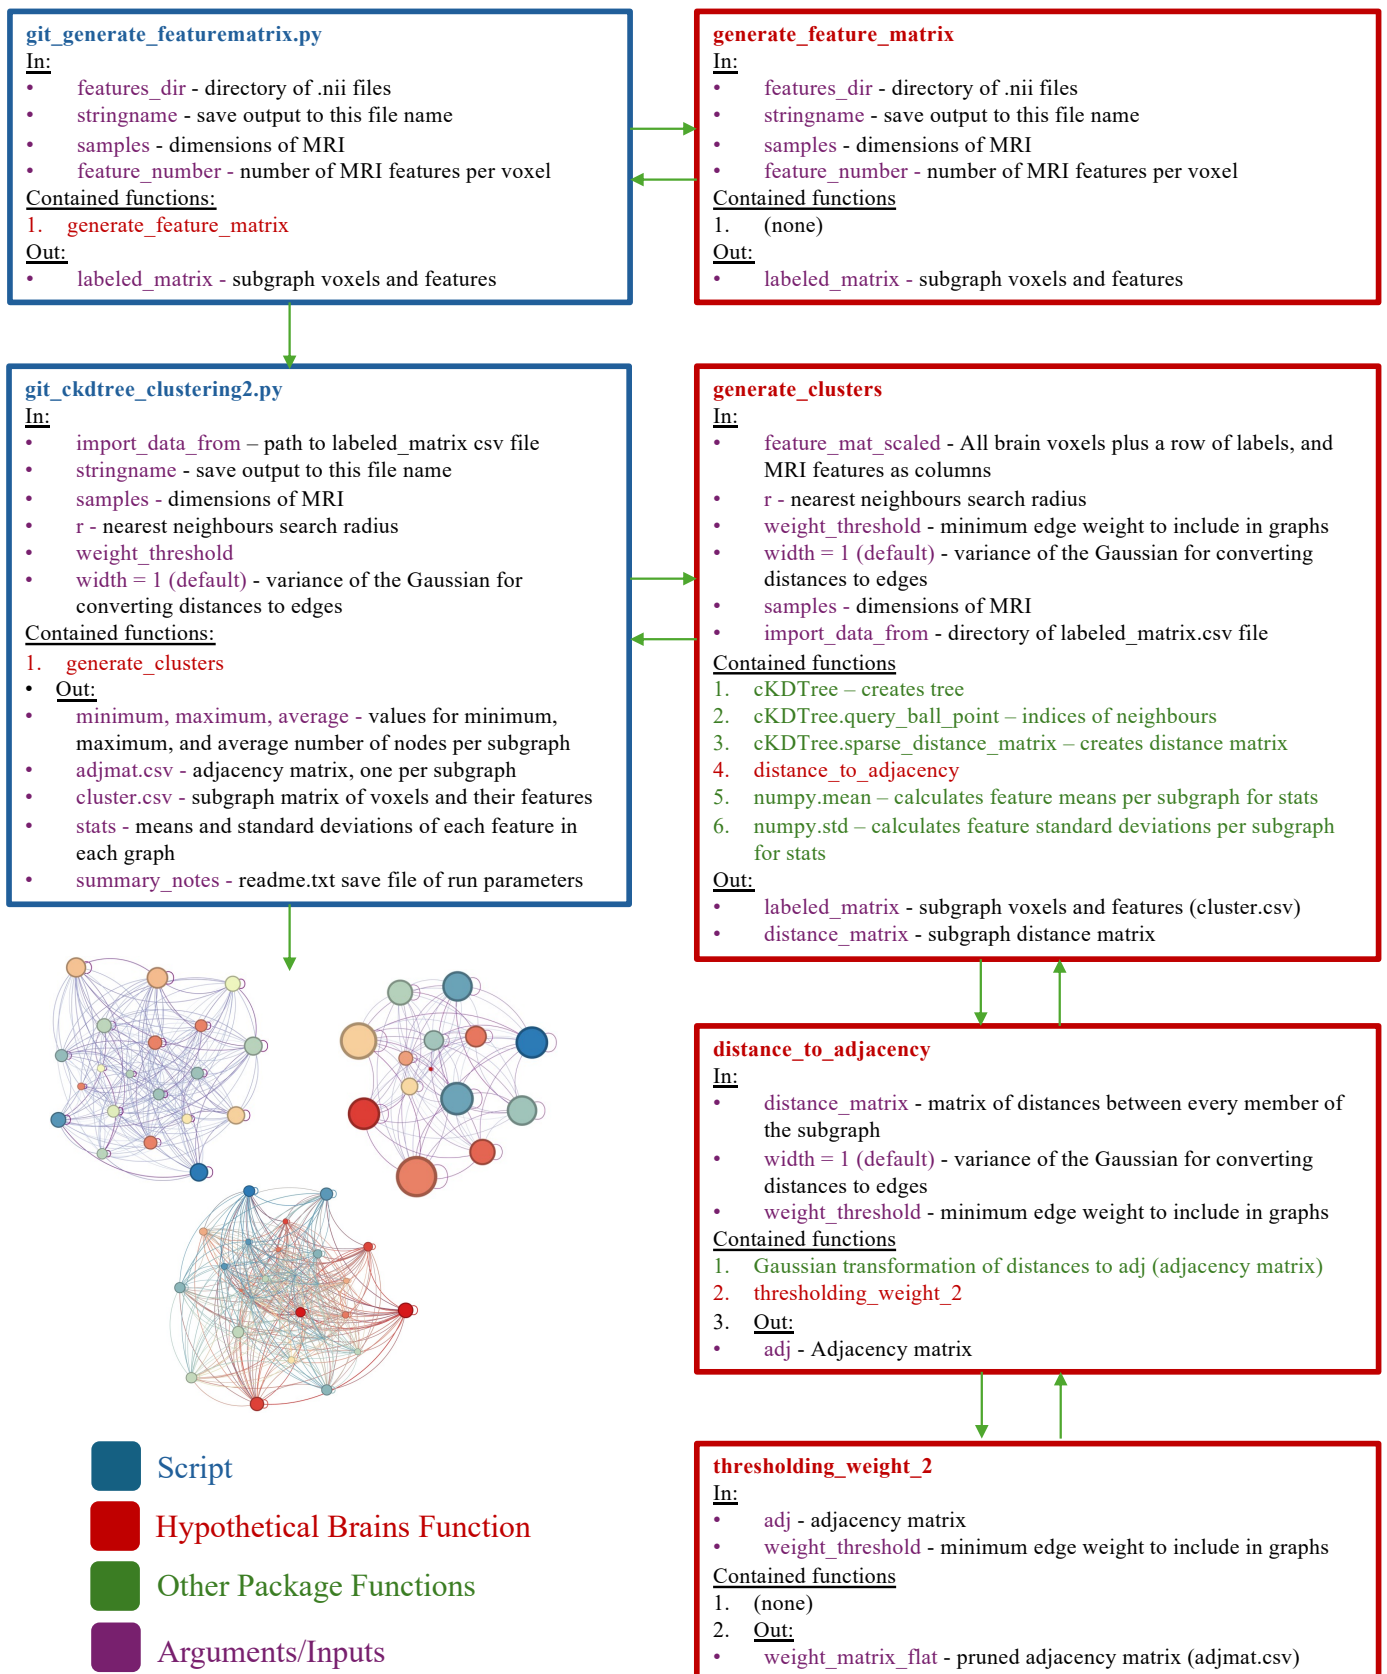 git_generate_featurematrix.py
In:
• features_dir - directory of .nii files
• stringname - save output to this file name
• samples - dimensions of MRI
• feature_number - number of MRI features per voxel
Contained functions:
1. generate_feature_matrix
Out:
• labeled_matrix - subgraph voxels and features
generate_feature_matrix
In:
• features_dir - directory of .nii files
• stringname - save output to this file name
• samples - dimensions of MRI
• feature_number - number of MRI features per voxel
Contained functions
1. (none)
Out:
• labeled_matrix - subgraph voxels and features
git_ckdtree_clustering2.py
In:
• import_data_from – path to labeled_matrix csv file
• stringname - save output to this file name
• samples - dimensions of MRI
• r - nearest neighbours search radius
• weight_threshold
• width = 1 (default) - variance of the Gaussian for
converting distances to edges
Contained functions:
1. generate_clusters
• Out:
• minimum, maximum, average - values for minimum,
maximum, and average number of nodes per subgraph
• adjmat.csv - adjacency matrix, one per subgraph
• cluster.csv - subgraph matrix of voxels and their features
• stats - means and standard deviations of each feature in
each graph
• summary_notes - readme.txt save file of run parameters
generate_clusters
In:
• feature_mat_scaled - All brain voxels plus a row of labels, and
MRI features as columns
• r - nearest neighbours search radius
• weight_threshold - minimum edge weight to include in graphs
• width = 1 (default) - variance of the Gaussian for converting
distances to edges
• samples - dimensions of MRI
• import_data_from - directory of labeled_matrix.csv file
Contained functions
1. cKDTree – creates tree
2. cKDTree.query_ball_point – indices of neighbours
3. cKDTree.sparse_distance_matrix – creates distance matrix
4. distance_to_adjacency
5. numpy.mean – calculates feature means per subgraph for stats
6. numpy.std – calculates feature standard deviations per subgraph
for stats
Out:
• labeled_matrix - subgraph voxels and features (cluster.csv)
• distance_matrix - subgraph distance matrix
distance_to_adjacency
In:
• distance_matrix - matrix of distances between every member of
the subgraph
• width = 1 (default) - variance of the Gaussian for converting
distances to edges
• weight_threshold - minimum edge weight to include in graphs
Contained functions
1. Gaussian transformation of distances to adj (adjacency matrix)
2. thresholding_weight_2
3. Out:
• adj - Adjacency matrix
thresholding_weight_2
In:
• adj - adjacency matrix
• weight_threshold - minimum edge weight to include in graphs
Contained functions
1. (none)
2. Out:
• weight_matrix_flat - pruned adjacency matrix (adjmat.csv)
Script
Hypothetical Brains Function
Other Package Functions
Arguments/Inputs